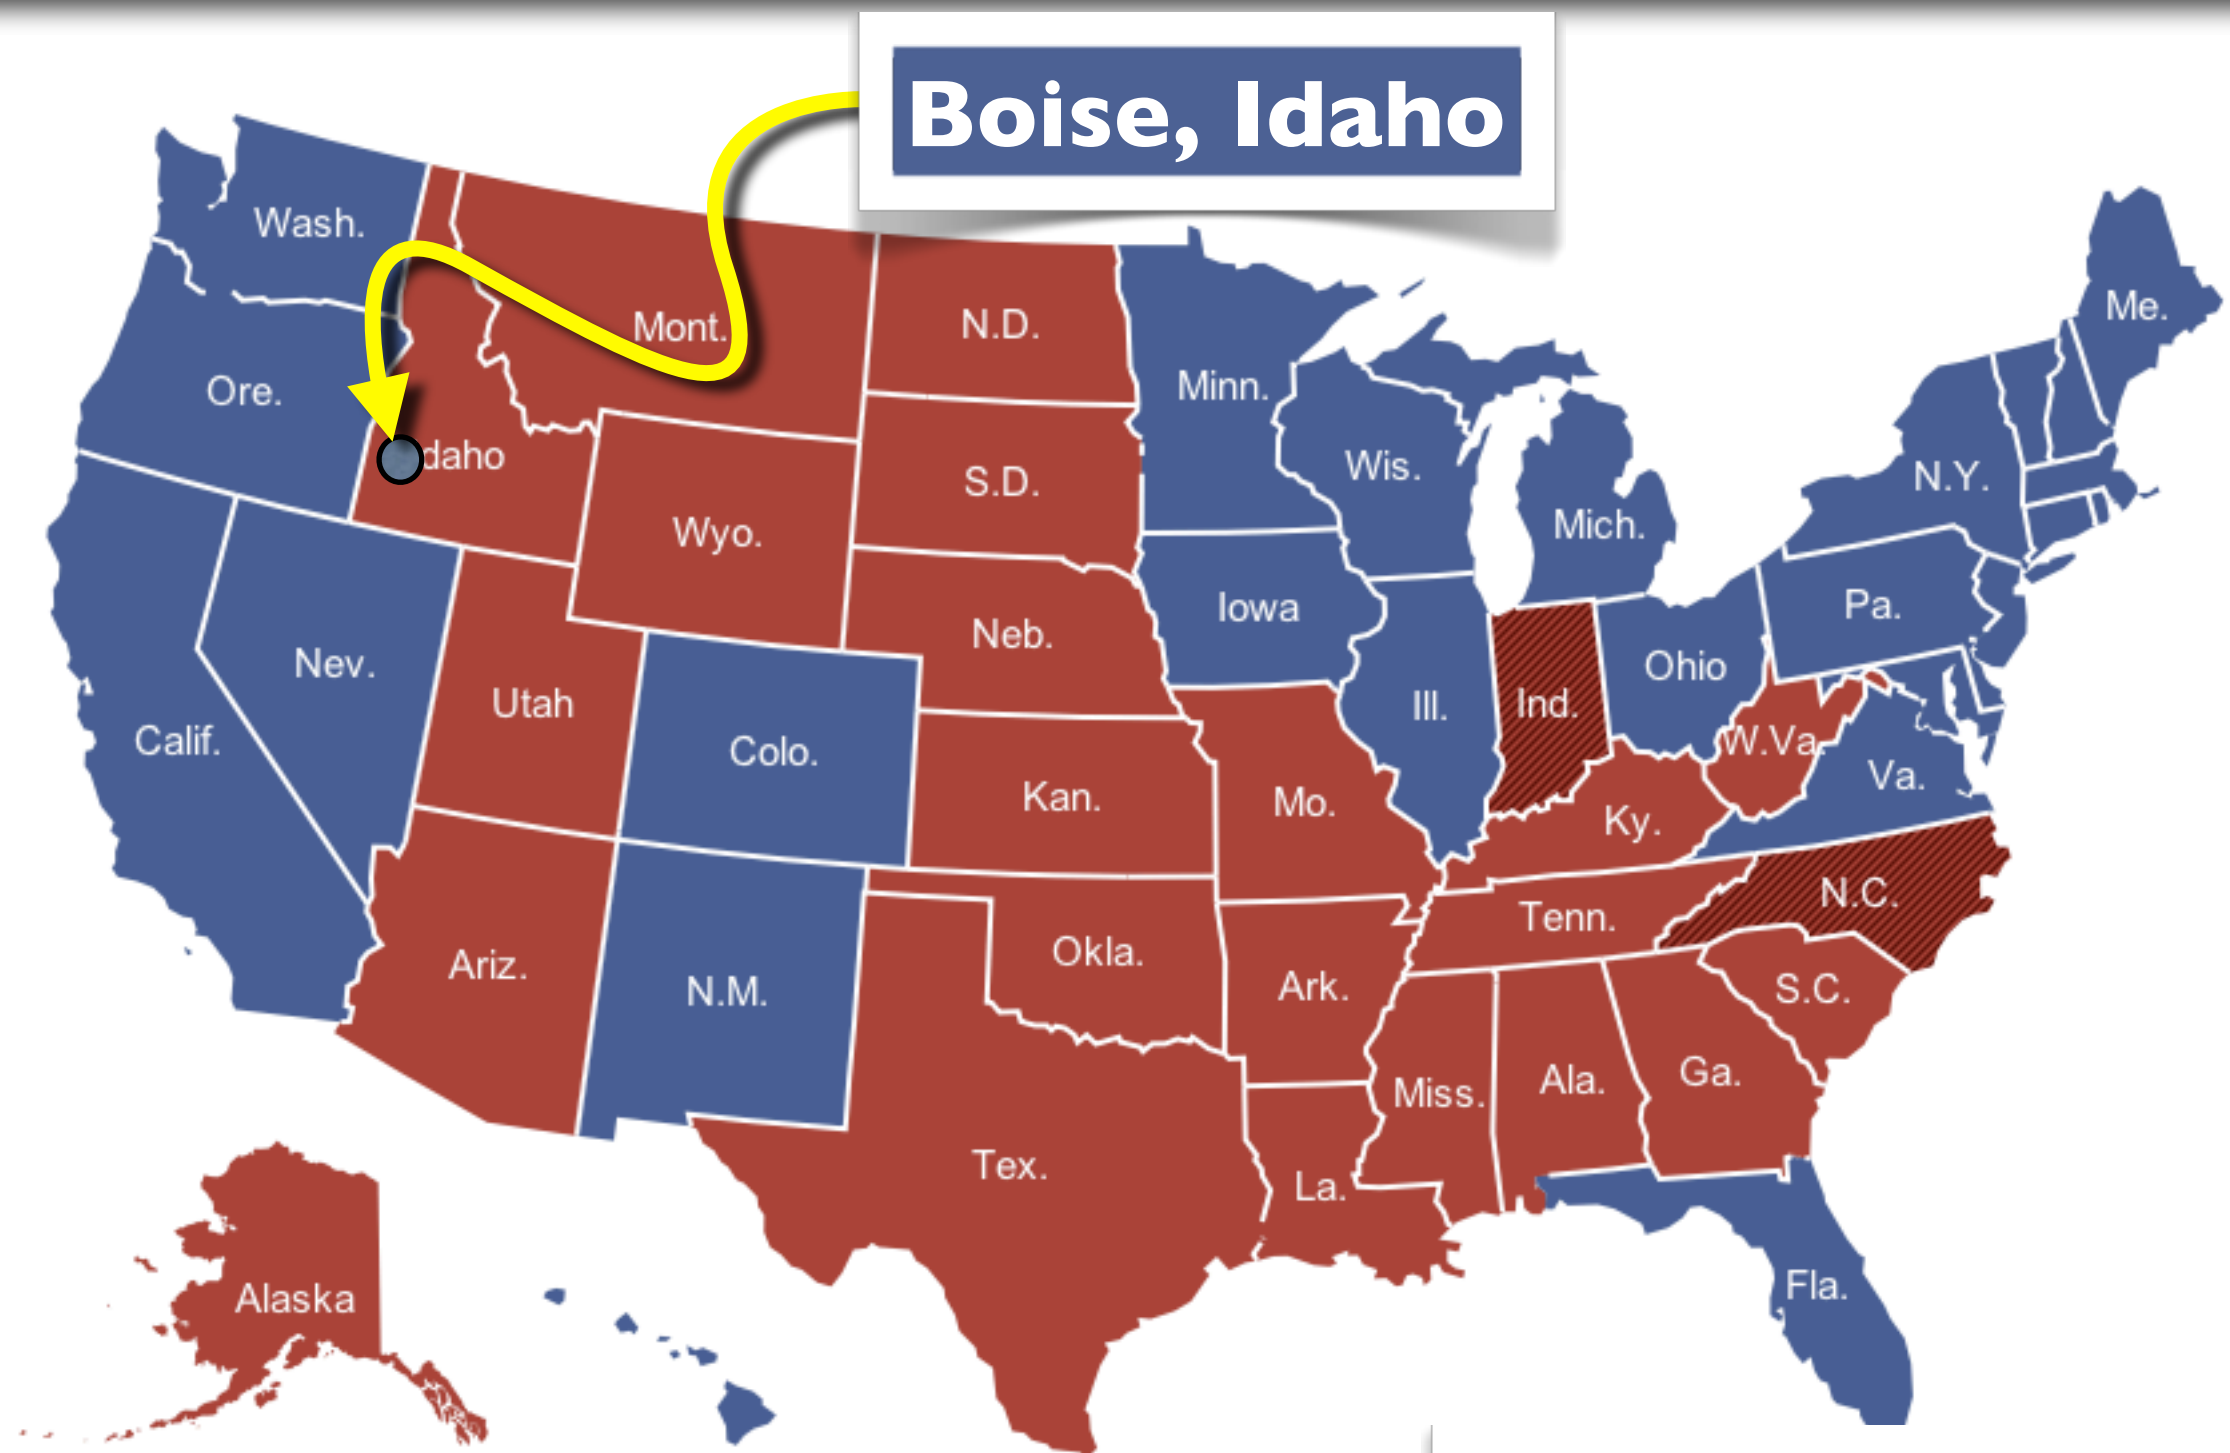 Boise, Idaho
Wash.
Me.
Mont.
N.D.
Ore.
Minn.
daho
Wis.
N.Y.
S.D.
Wyo.
Mich.
Iowa
Pa.
Neb.
Nev.
Ohio
Utah
Ill.
Ind.
Calif.
Colo.
W.Va.
Va.
Kan.
Mo.
Ky.
N.C.
Tenn.
Okla.
Ariz.
N.M.
Ark.
S.C.
Miss.
Ala.
Ga.
Tex.
La.
Fla.
Alaska